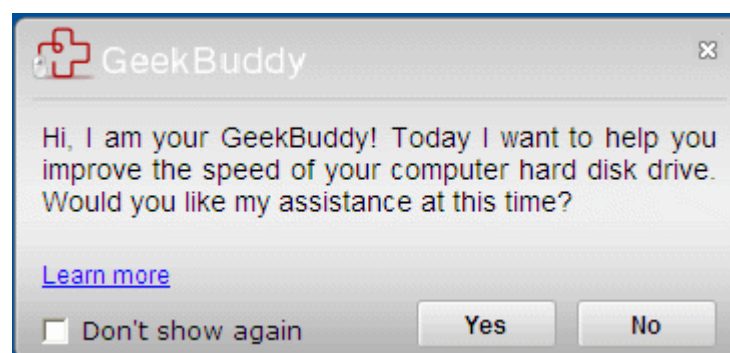 GeekBuddy
Hi, I am your GeekBuddy! Today I want to help you
improve the speed of your computer hard disk drive.
Would you like my assistance at this time?
Learn more
Don't show again
Yes
No